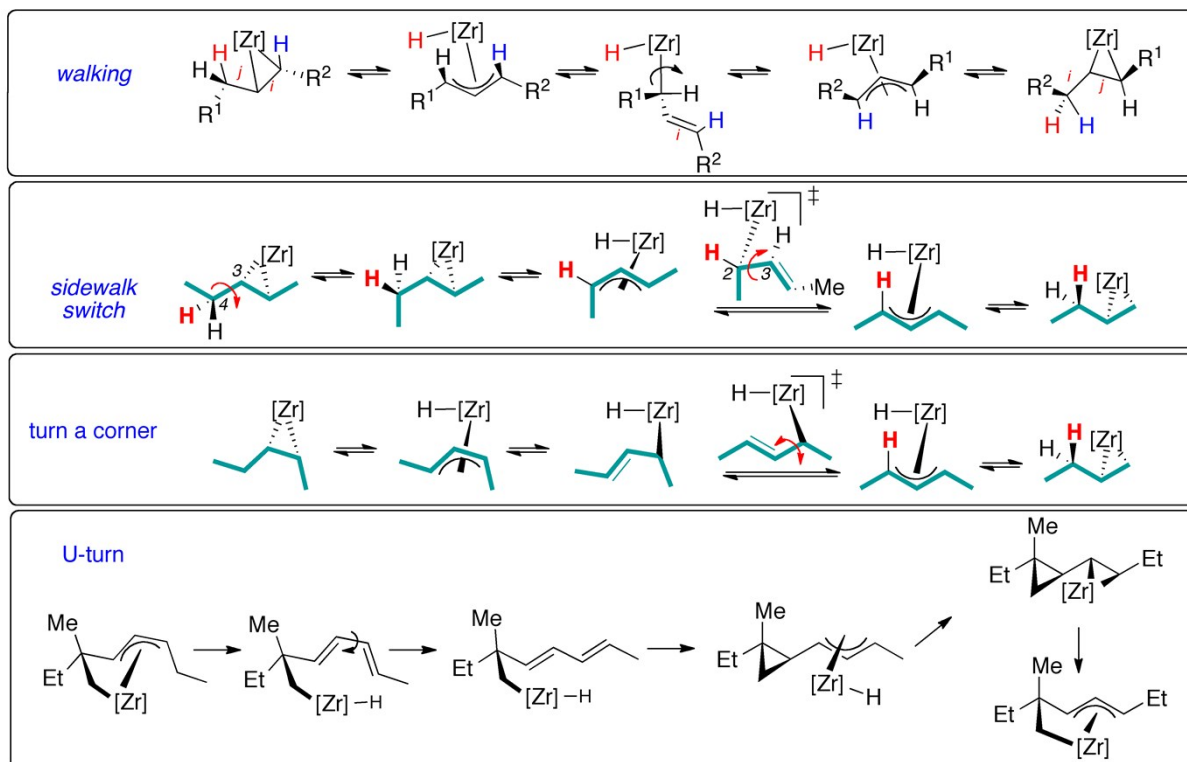 walking
[Zr]
H
H
H
j
i
R1
R2
H
[Zr]
H
H
R1
R2
H
[Zr]
R1
H
H
i
R2
H
[Zr]
R2
R1
H
H
[Zr]
i
j
R1
R2
H
H
H
sidewalk
switch
[Zr]
3
4
H
H
H
[Zr]
H
H
[Zr]
H
H
[Zr]
‡
H
H
2
3
Me
H
[Zr]
H
H
H
[Zr]
turn a corner
[Zr]
H
[Zr]
H
[Zr]
H
[Zr]
‡
H
[Zr]
H
H
H
[Zr]
U-turn
Me
Et
[Zr]
Me
Et
[Zr]
H
Me
Et
[Zr]
H
Me
Et
[Zr]
H
Me
Et
Et
[Zr]
Me
Et
Et
[Zr]